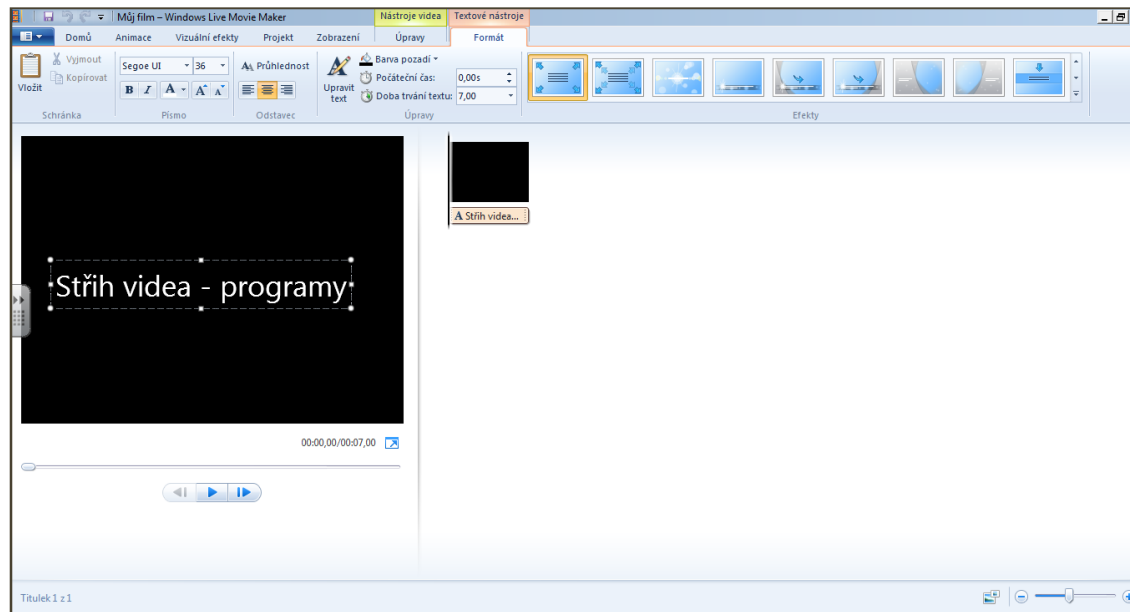 Můj film – Windows Live Movie Maker
Nástroje videa
Textové nástroje
Domů
Animace
Vizuální efekty
Projekt
Zobrazení
Úpravy
Formát
Vložit
Vyjmout
Kopírovat
Schránka
Segoe UI
36
B I A A A
Písmo
Průhlednost
Odstavec
Upravit
text
Barva pozadí
Počáteční čas: 0,00s
Doba trvání textu: 7,00
Úpravy
Efekty
Střih videa - programy
A Střih videa...
00:00,00/00:07,00
Titulek 1 z 1